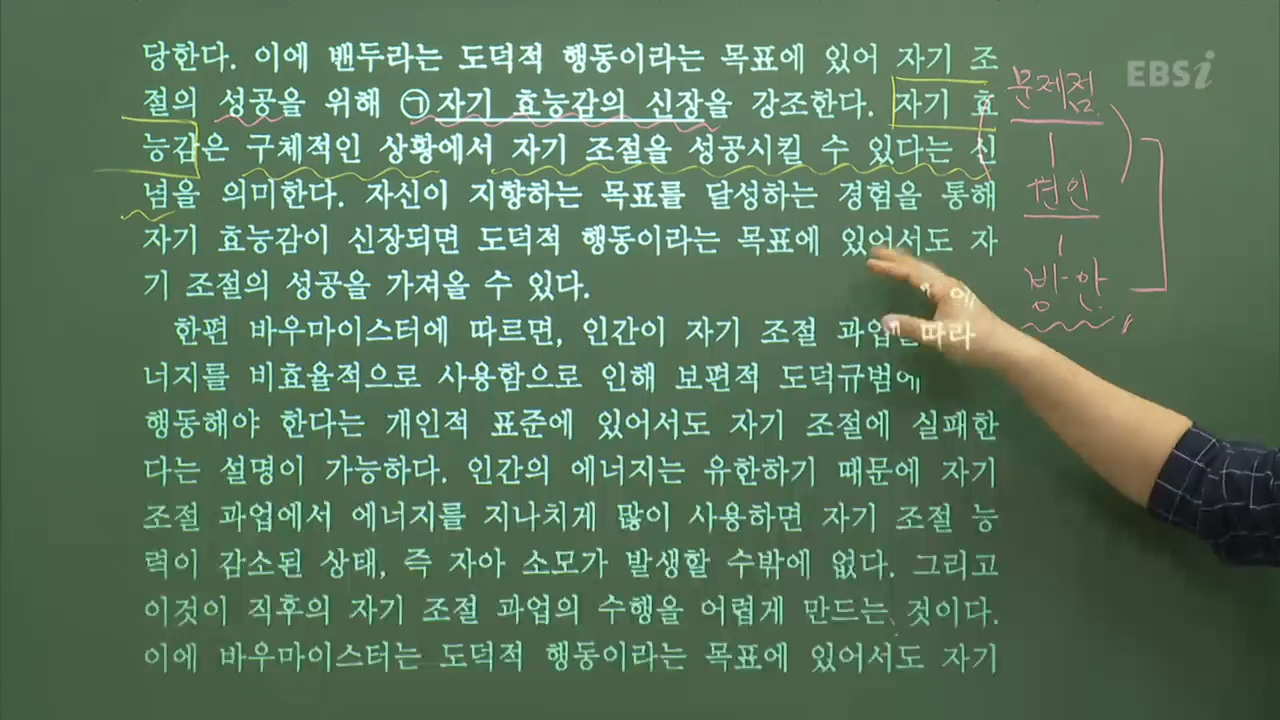 당한다. 이에 밴두라는 도덕적 행동이라는 목표에 있어 자기 조
절의 성공을 위해 ㉠자기 효능감의 신장을 강조한다. 자기 효
능감은 구체적인 상황에서 자기 조절을 성공시킬 수 있다는 신
념을 의미한다. 자신이 지향하는 목표를 달성하는 경험을 통해
자기 효능감이 신장되면 도덕적 행동이라는 목표에 있어서도 자
기 조절의 성공을 가져올 수 있다.
한편 바우마이스터에 따르면, 인간이 자기 조절 과업
너지를 비효율적으로 사용함으로 인해 보편적 도덕규범에 따라
행동해야 한다는 개인적 표준에 있어서도 자기 조절에 실패한
다는 설명이 가능하다. 인간의 에너지는 유한하기 때문에 자기
조절 과업에서 에너지를 지나치게 많이 사용하면 자기 조절 능
력이 감소된 상태, 즉 자아 소모가 발생할 수밖에 없다. 그리고
이것이 직후의 자기 조절 과업의 수행을 어렵게 만드는 것이다.
이에 바우마이스터는 도덕적 행동이라는 목표에 있어서도 자기
EBSi
문제점
원인
방안